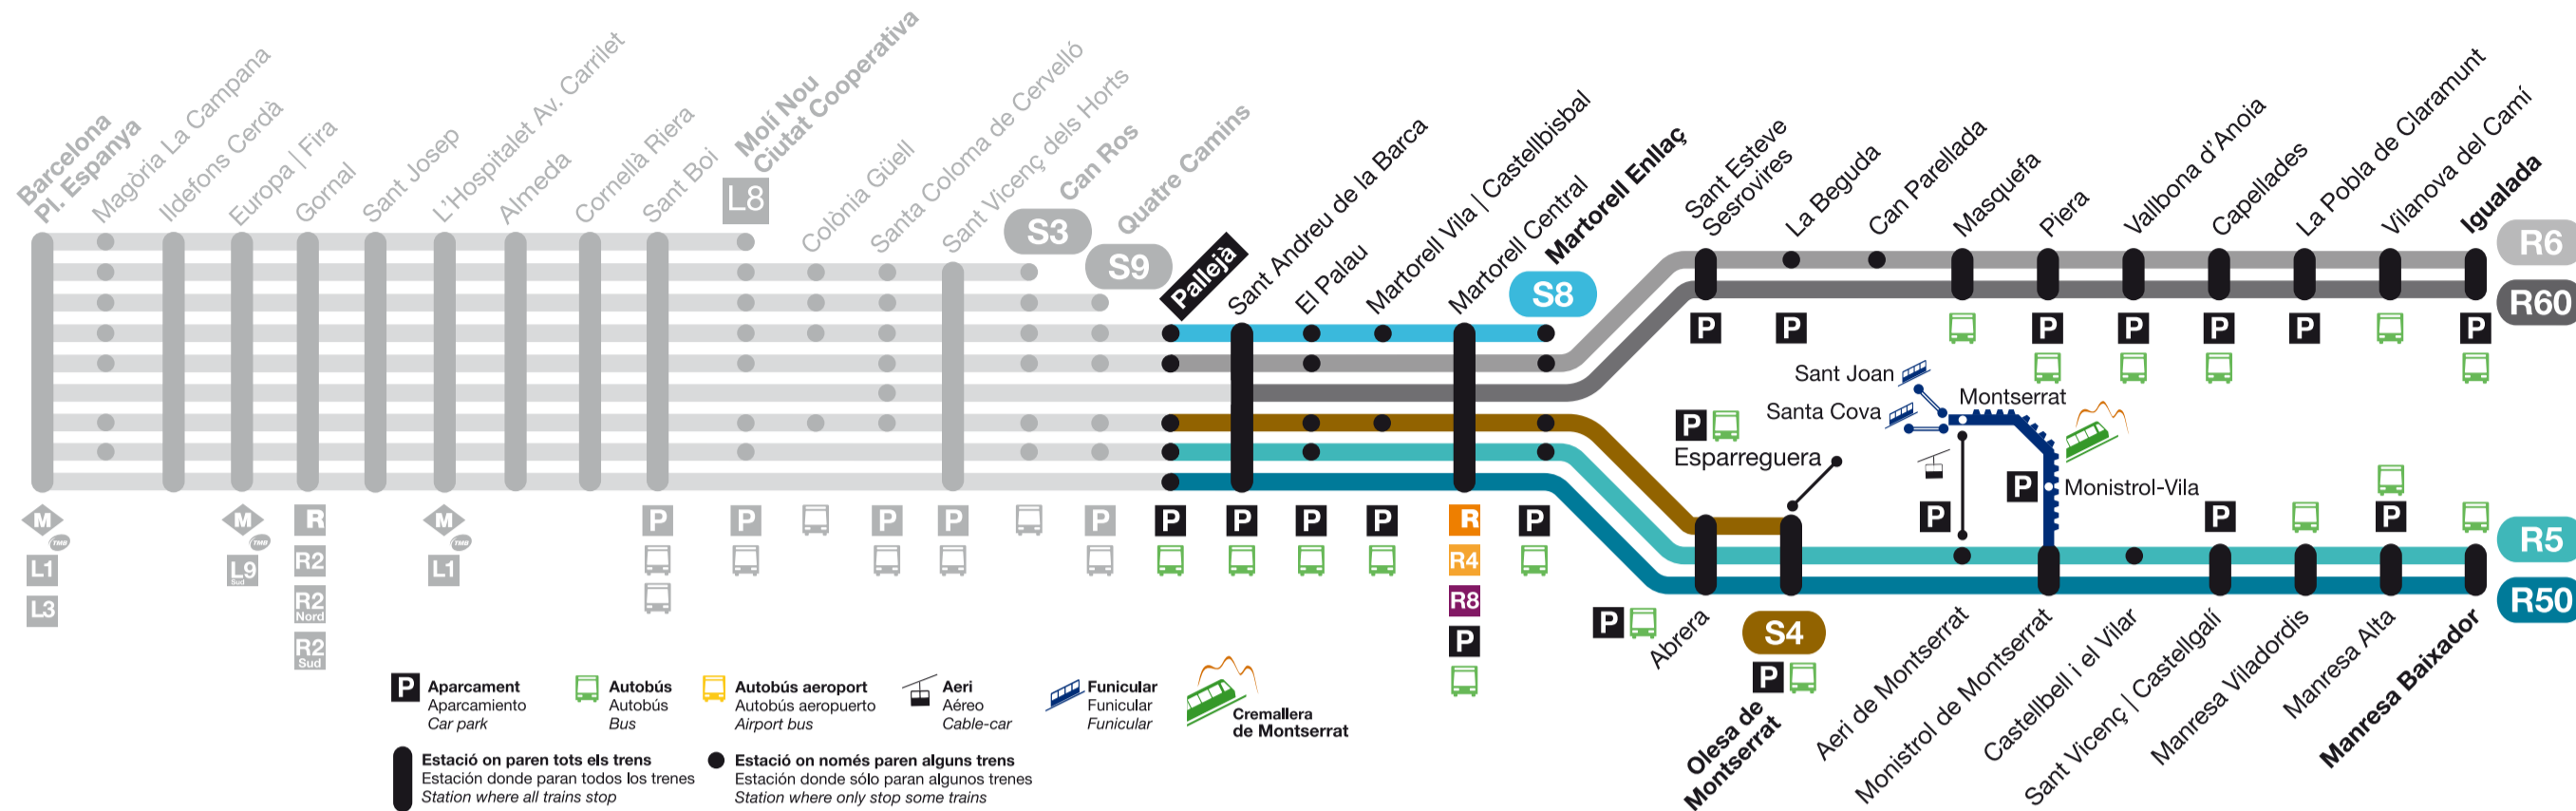 Barcelona
Pl. Espanya
Magòria La Campana
Ildefons Cerdà
Europa | Fira
Gornal
Sant Josep
L'Hospitalet Av. Carrilet
Almeda
Cornellà Riera
Sant Boi
Molí Nou
Ciutat Cooperativa
L8
Colònia Güell
Santa Coloma de Cervelló
Sant Vicenç dels Horts
Can Ros
S3
Quatre Camins
S9
Pallejà
Sant Andreu de la Barca
El Palau
Martorell Vila | Castellbisbal
Martorell Central
Martorell Enllaç
S8
Sant Esteve
Sesrovires
La Beguda
Can Parellada
Masquefa
Piera
Vallbona d'Anoia
Capellades
La Pobla de Claramunt
Vilanova del Camí
Igualada
R6
R60
P
P
P
P
P
P
P
Sant Joan
Santa Cova
Montserrat
P
Esparreguera
P
P
Monistrol-Vila
P
P
R5
R50
M
TMB
L1
L3
M
TMB
L9
Sud
R
R2
R2
Nord
R2
Sud
M
TMB
L1
P
P
P
P
P
P
P
P
P
R
R4
R8
P
P
P
Abrera
S4
P
Olesa de
Montserrat
Aeri de Montserrat
Monistrol de Montserrat
Castellbell i el Vilar
Sant Vicenç | Castellgalí
Manresa Viladordis
Manresa Alta
Manresa Baixador
P
Aparcament
Aparcamiento
Car park
Autobús
Autobús
Bus
Autobús aeroport
Autobús aeropuerto
Airport bus
Aeri
Aéreo
Cable-car
Funicular
Funicular
Funicular
Cremallera
de Montserrat
Estació on paren tots els trens
Estación donde paran todos los trenes
Station where all trains stop
Estació on només paren alguns trens
Estación donde sólo paran algunos trenes
Station where only stop some trains